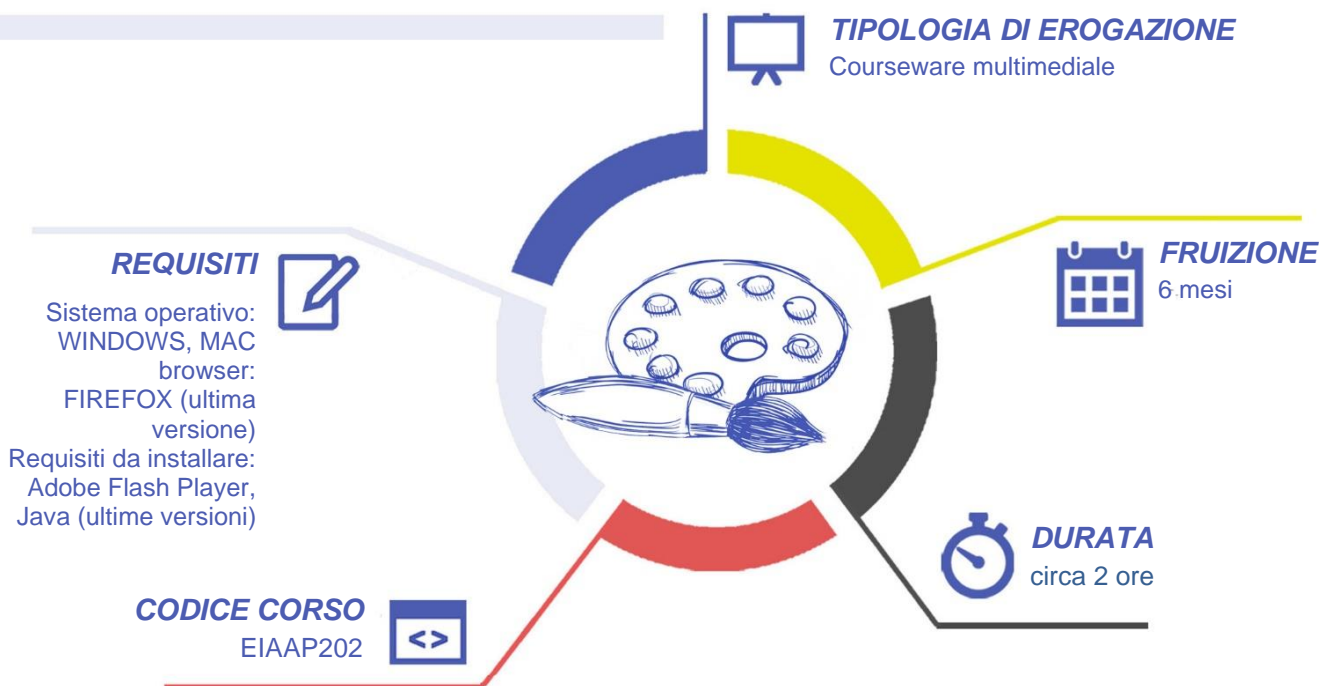 TIPOLOGIA DI EROGAZIONE
Courseware multimediale
FRUIZIONE
6 mesi
REQUISITI
Sistema operativo:
WINDOWS, MAC
browser:
FIREFOX (ultima
versione)
Requisiti da installare:
Adobe Flash Player,
Java (ultime versioni)
DURATA
circa 2 ore
CODICE CORSO
EIAAP202